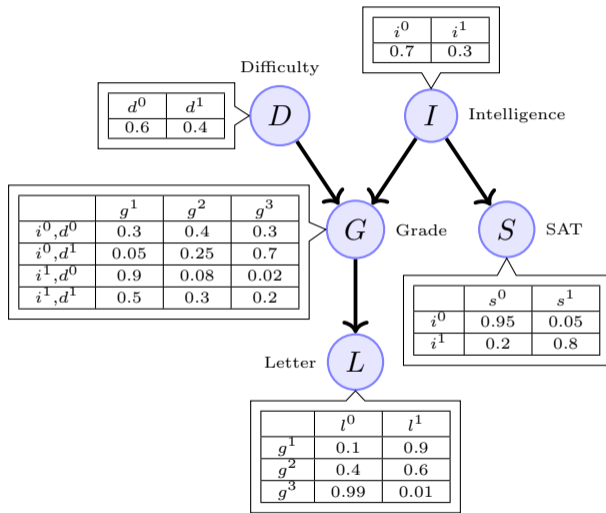 i⁰ i¹
0.7 0.3
Difficulty
d⁰ d¹
0.6 0.4
D
I
Intelligence
g¹ g² g³
i⁰,d⁰ 0.3 0.4 0.3
i⁰,d¹ 0.05 0.25 0.7
i¹,d⁰ 0.9 0.08 0.02
i¹,d¹ 0.5 0.3 0.2
G
Grade
S
SAT
s⁰ s¹
i⁰ 0.95 0.05
i¹ 0.2 0.8
Letter
L
l⁰ l¹
g¹ 0.1 0.9
g² 0.4 0.6
g³ 0.99 0.01